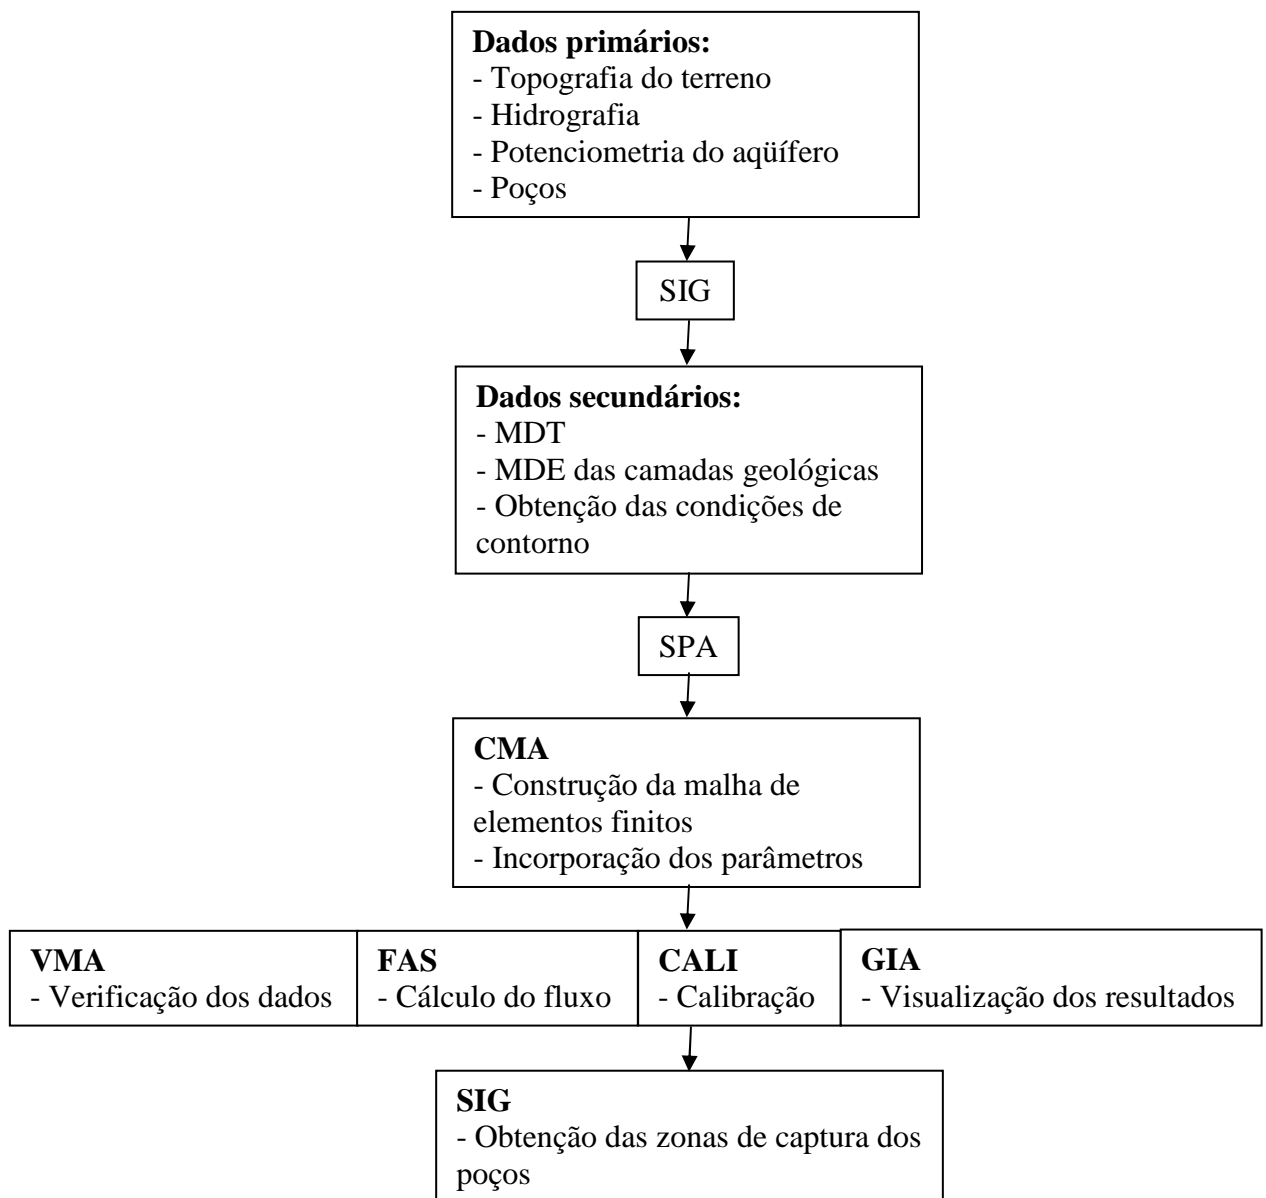 Dados primários:
- Topografia do terreno
- Hidrografia
- Potenciometria do aqüífero
- Poços
SIG
Dados secundários:
- MDT
- MDE das camadas geológicas
- Obtenção das condições de
contorno
SPA
CMA
- Construção da malha de
elementos finitos
- Incorporação dos parâmetros
VMA
- Verificação dos dados
FAS
- Cálculo do fluxo
CALI
- Calibração
GIA
- Visualização dos resultados
SIG
- Obtenção das zonas de captura dos
poços